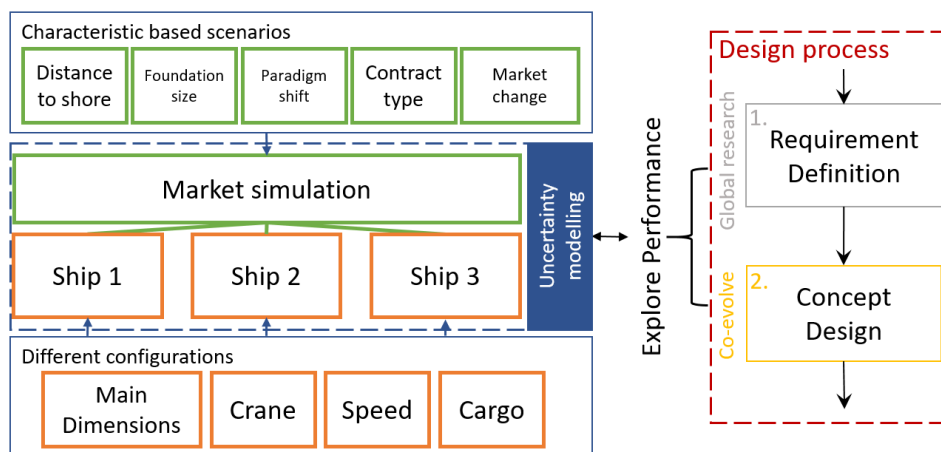 Characteristic based scenarios
Distance
to shore
Foundation
size
Paradigm
shift
Contract
type
Market
change
Market simulation
Ship 1
Ship 2
Ship 3
Uncertainty
modelling
Different configurations
Main
Dimensions
Crane
Speed
Cargo
Explore Performance
Design process
Global research
1.
Requirement
Definition
Co-evolve
2.
Concept
Design